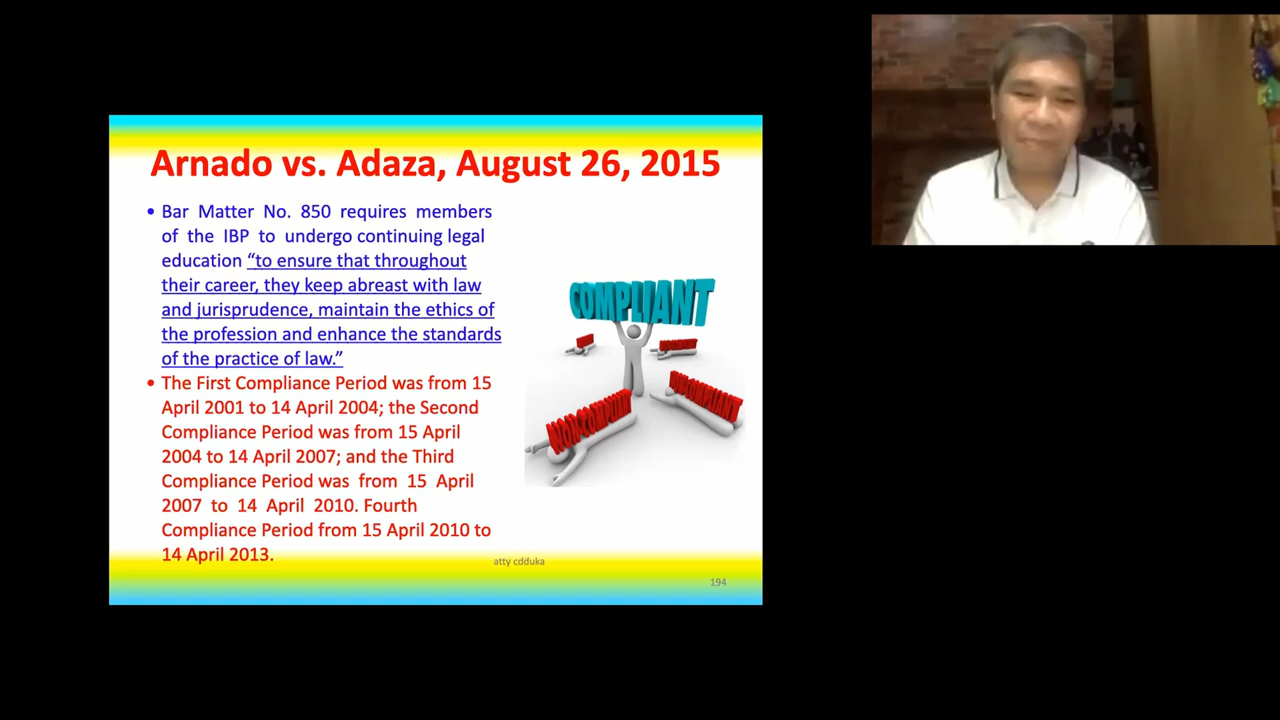 Arnado vs. Adaza, August 26, 2015
• Bar Matter No. 850 requires members
of the IBP to undergo continuing legal
education “to ensure that throughout
their career, they keep abreast with law
and jurisprudence, maintain the ethics of
the profession and enhance the standards
of the practice of law.”
• The First Compliance Period was from 15
April 2001 to 14 April 2004; the Second
Compliance Period was from 15 April
2004 to 14 April 2007; and the Third
Compliance Period was from 15 April
2007 to 14 April 2010. Fourth
Compliance Period from 15 April 2010 to
14 April 2013.
COMPLIANT
NON-COMPLIANT
atty cdduka
194